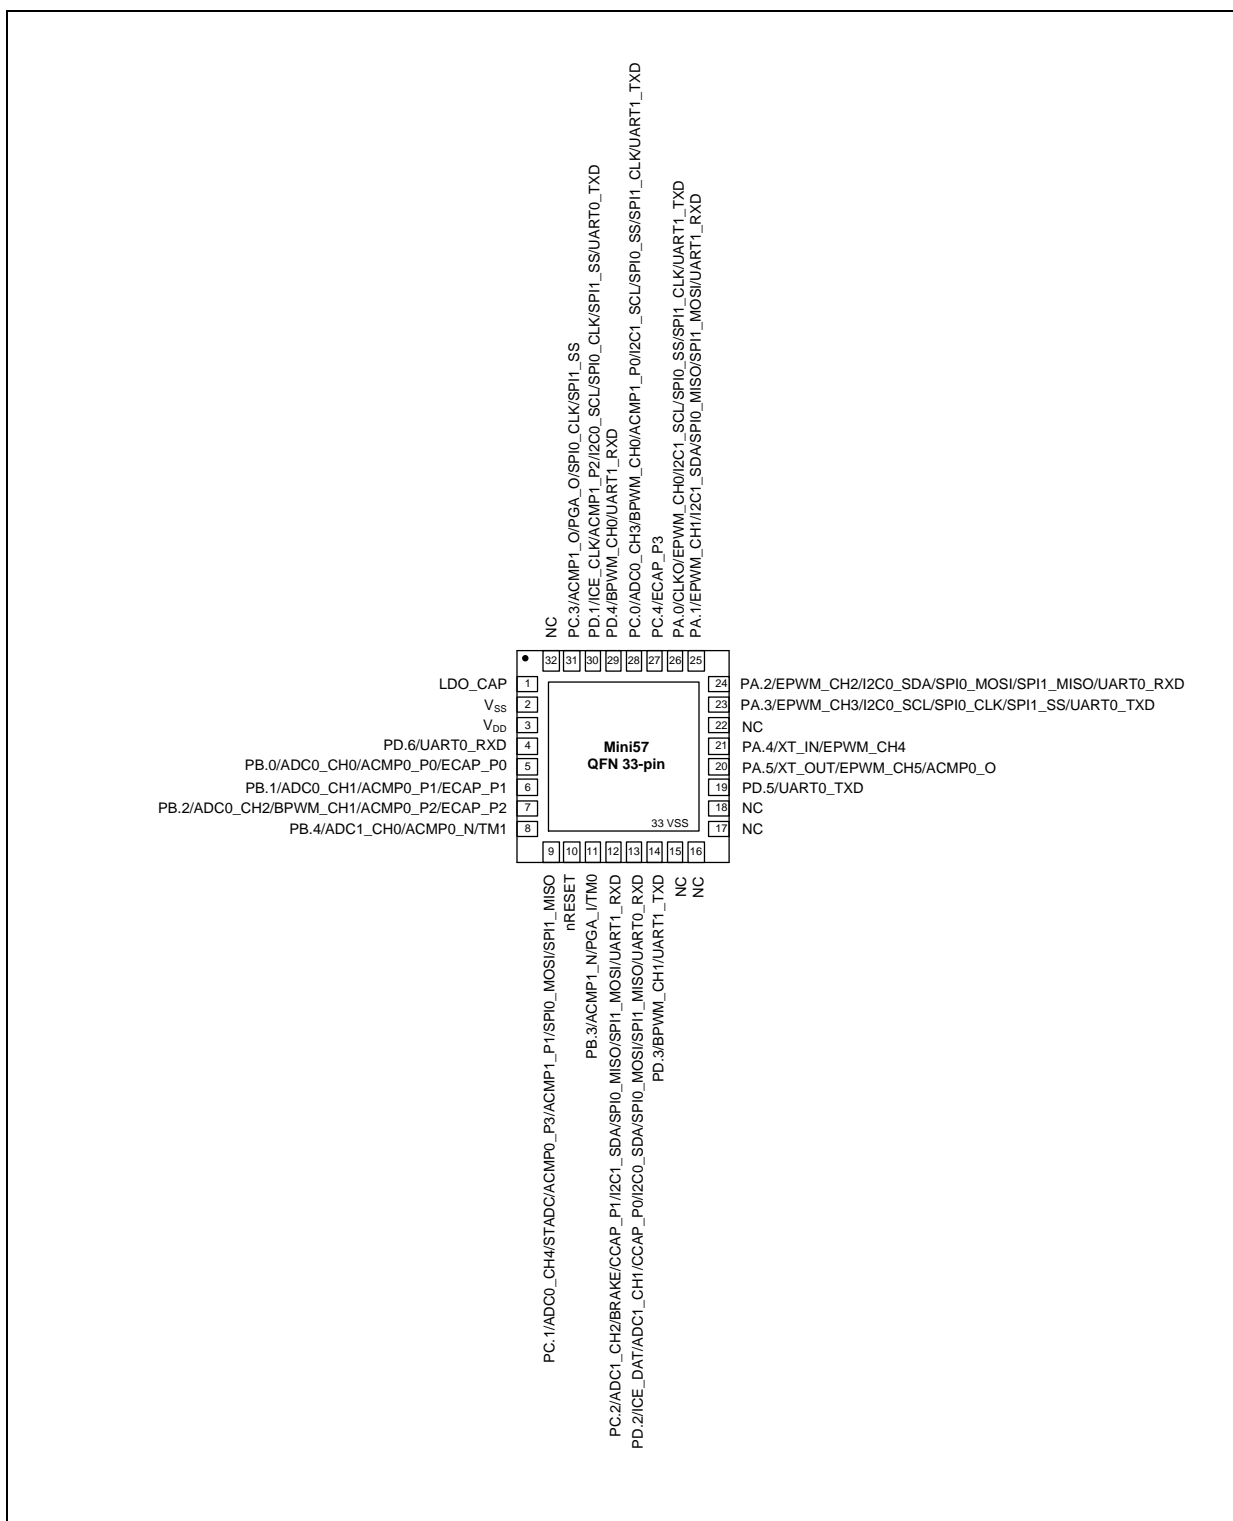 NC
PC.3/ACMP1_O/PGA_O/SPI0_CLK/SPI1_SS
PD.1/ICE_CLK/ACMP1_P2/I2C0_SCL/SPI0_CLK/SPI1_SS/UART0_TXD
PD.4/BPWM_CH0/UART1_RXD
PC.0/ADC0_CH3/BPWM_CH0/ACMP1_P0/I2C1_SCL/SPI0_SS/SPI1_CLK/UART1_TXD
PC.4/ECAP_P3
PA.0/CLKO/EPWM_CH0/I2C1_SCL/SPI0_SS/SPI1_CLK/UART1_TXD
PA.1/EPWM_CH1/I2C1_SDA/SPI0_MISO/SPI1_MOSI/UART1_RXD
32 31 30 29 28 27 26 25
LDO_CAP 1
VSS 2
VDD 3
PD.6/UART0_RXD 4
PB.0/ADC0_CH0/ACMP0_P0/ECAP_P0 5
PB.1/ADC0_CH1/ACMP0_P1/ECAP_P1 6
PB.2/ADC0_CH2/BPWM_CH1/ACMP0_P2/ECAP_P2 7
PB.4/ADC1_CH0/ACMP0_N/TM1 8
Mini57
QFN 33-pin
33 VSS
24 PA.2/EPWM_CH2/I2C0_SDA/SPI0_MOSI/SPI1_MISO/UART0_RXD
23 PA.3/EPWM_CH3/I2C0_SCL/SPI0_CLK/SPI1_SS/UART0_TXD
22 NC
21 PA.4/XT_IN/EPWM_CH4
20 PA.5/XT_OUT/EPWM_CH5/ACMP0_O
19 PD.5/UART0_TXD
18 NC
17 NC
9 10 11 12 13 14 15 16
PC.1/ADC0_CH4/STADC/ACMP0_P3/ACMP1_P1/SPI0_MOSI/SPI1_MISO
nRESET
PB.3/ACMP1_N/PGA_I/TM0
PC.2/ADC1_CH2/BRAKE/CCAP_P1/I2C1_SDA/SPI0_MISO/SPI1_MOSI/UART1_RXD
PD.2/ICE_DAT/ADC1_CH1/CCAP_P0/I2C0_SDA/SPI0_MOSI/SPI1_MISO/UART0_RXD
PD.3/BPWM_CH1/UART1_TXD
NC
NC